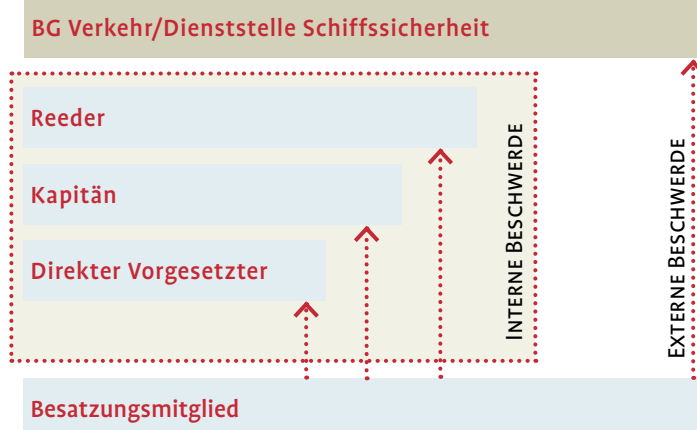 BG Verkehr/Dienststelle Schiffssicherheit
Reeder
Kapitän
Direkter Vorgesetzter
INTERNE BESCHWERDE
EXTERNE BESCHWERDE
Besatzungsmitglied